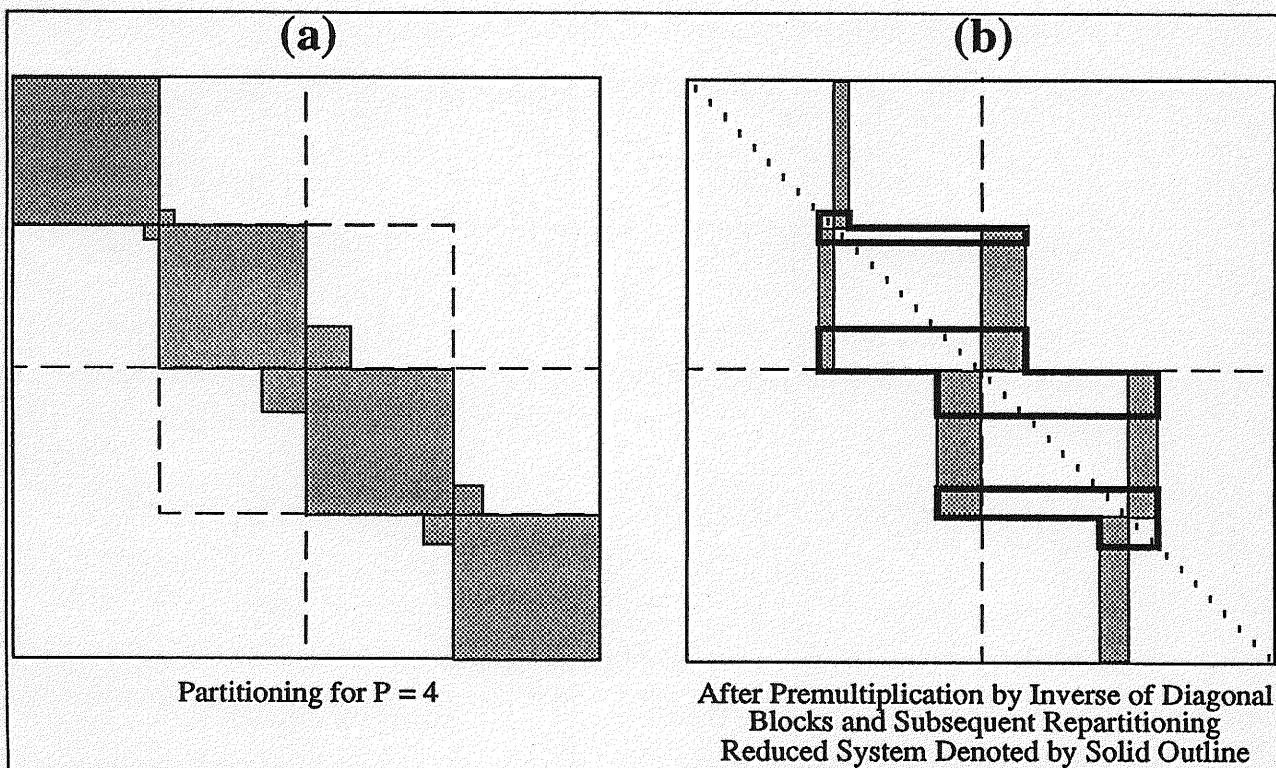 (a)
(b)
Partitioning for P = 4
After Premultiplication by Inverse of Diagonal
Blocks and Subsequent Repartitioning
Reduced System Denoted by Solid Outline